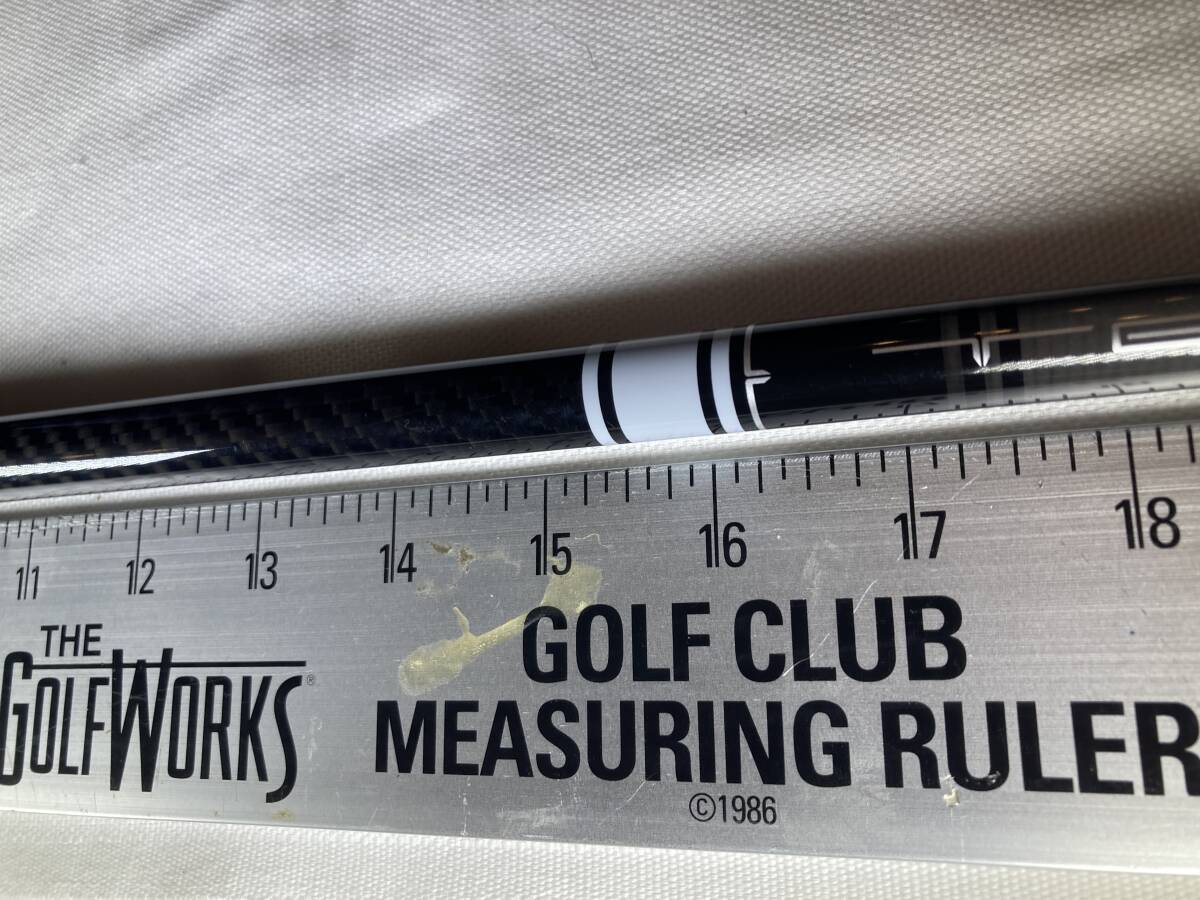 11 12 13 14 15 16 17 18
THE
GOLFWORKS®
GOLF CLUB
MEASURING RULER
©1986